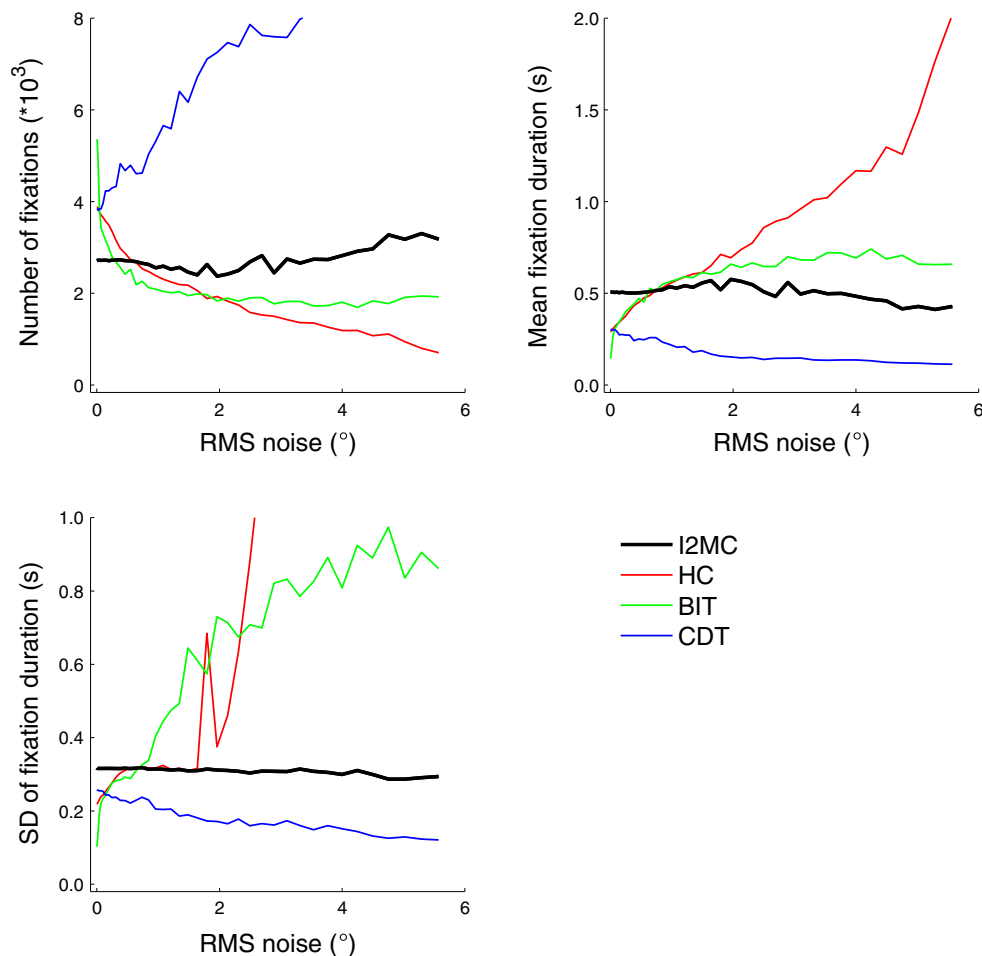 Number of fixations (*10³)
8
6
4
2
0
0 2 4 6
RMS noise (°)
Mean fixation duration (s)
2.0
1.5
1.0
0.5
0.0
0 2 4 6
RMS noise (°)
SD of fixation duration (s)
1.0
0.8
0.6
0.4
0.2
0.0
0 2 4 6
RMS noise (°)
I2MC
HC
BIT
CDT